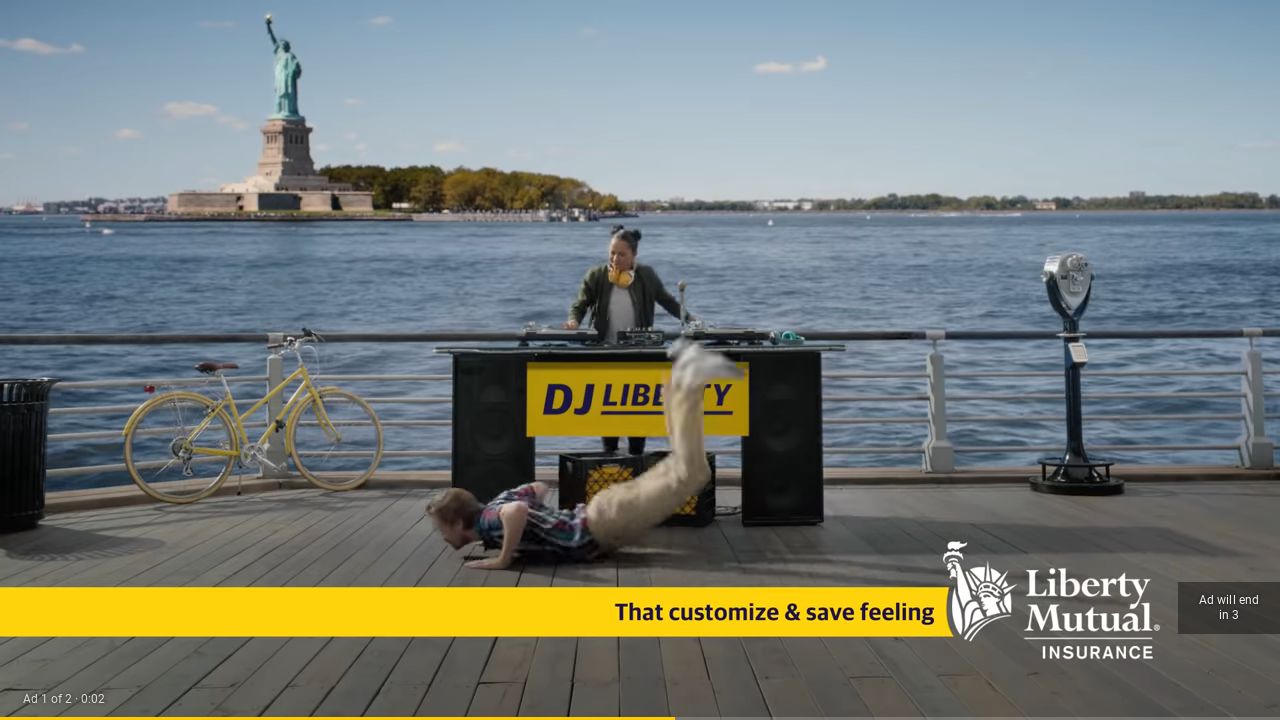 DJ LIBERTY
That customize & save feeling
Liberty
Mutual®
INSURANCE
Ad will end
in 3
Ad 1 of 2 · 0:02